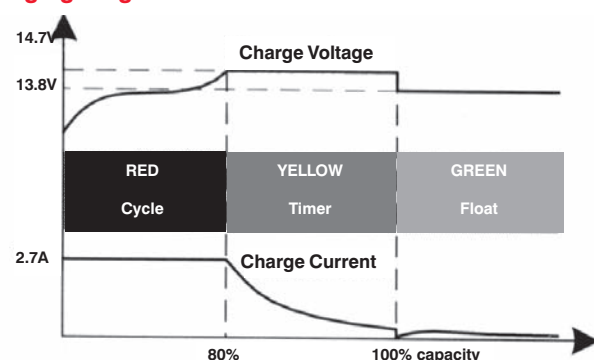 14.7V
Charge Voltage
13.8V
RED
YELLOW
GREEN
Cycle
Timer
Float
2.7A
Charge Current
80%
100% capacity